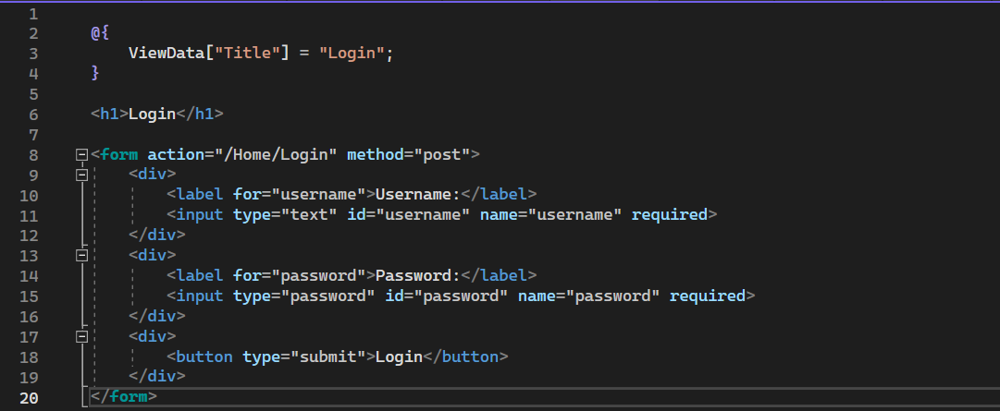 1
2 @{
3 ViewData["Title"] = "Login";
4 }
5
6 <h1>Login</h1>
7
8 <form action="/Home/Login" method="post">
9 <div>
10 <label for="username">Username:</label>
11 <input type="text" id="username" name="username" required>
12 </div>
13 <div>
14 <label for="password">Password:</label>
15 <input type="password" id="password" name="password" required>
16 </div>
17 <div>
18 <button type="submit">Login</button>
19 </div>
20 </form>